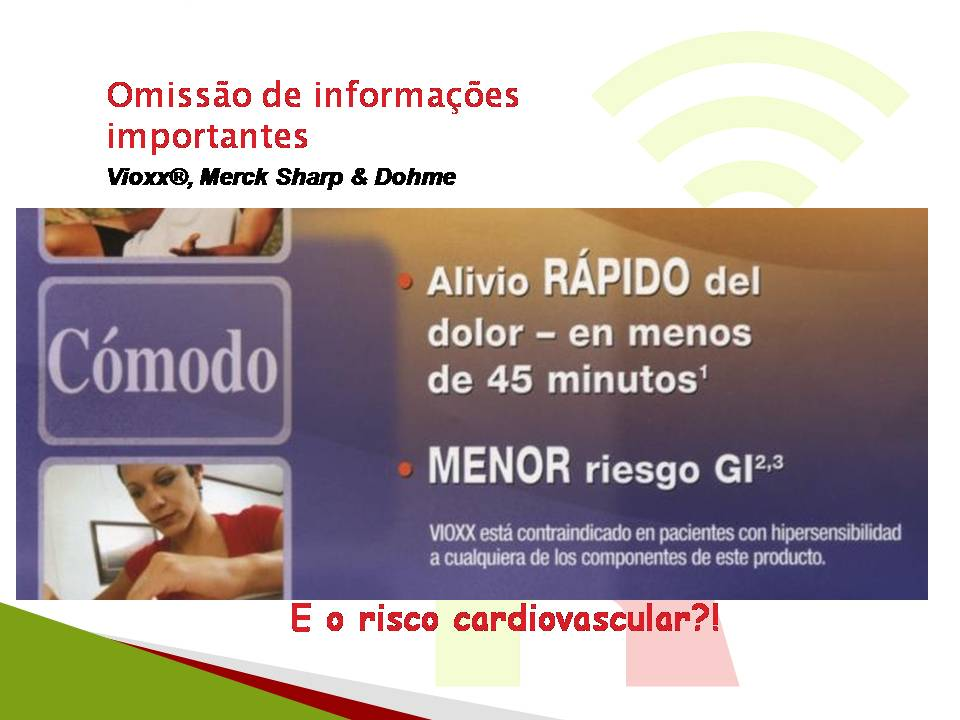 Omissão de informações
importantes
Vioxx®, Merck Sharp & Dohme
Cómodo
• Alivio RÁPIDO del
dolor – en menos
de 45 minutos¹
• MENOR riesgo GI²,³
VIOXX está contraindicado en pacientes con hipersensibilidad
a cualquiera de los componentes de este producto.
E o risco cardiovascular?!